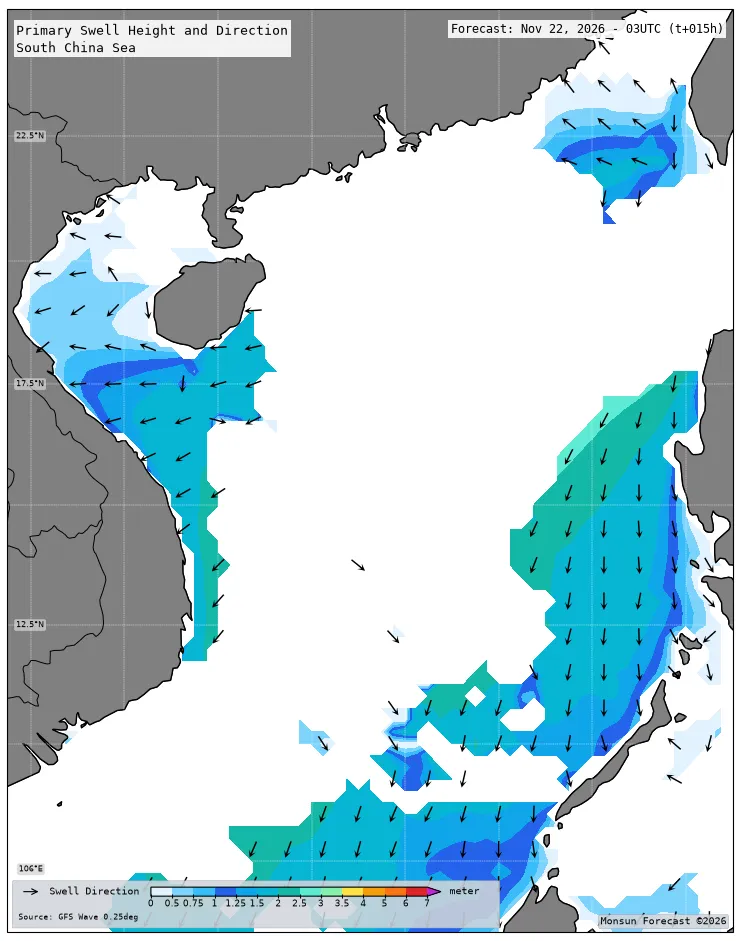 Primary Swell Height and Direction
South China Sea
Forecast: Nov 22, 2026 - 03UTC (t+015h)
22.5°N
17.5°N
12.5°N
106°E
Swell Direction
meter
0 0.5 0.75 1 1.25 1.5 2 2.5 3 3.5 4 5 6 7
Source: GFS Wave 0.25deg
Monsun Forecast ©2026